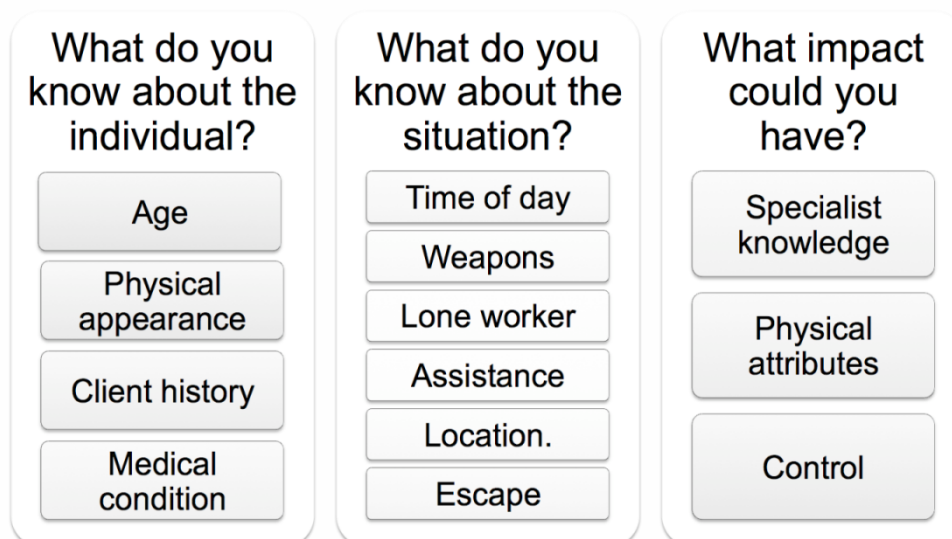 What do you
know about the
individual?
Age
Physical
appearance
Client history
Medical
condition
What do you
know about the
situation?
Time of day
Weapons
Lone worker
Assistance
Location.
Escape
What impact
could you
have?
Specialist
knowledge
Physical
attributes
Control